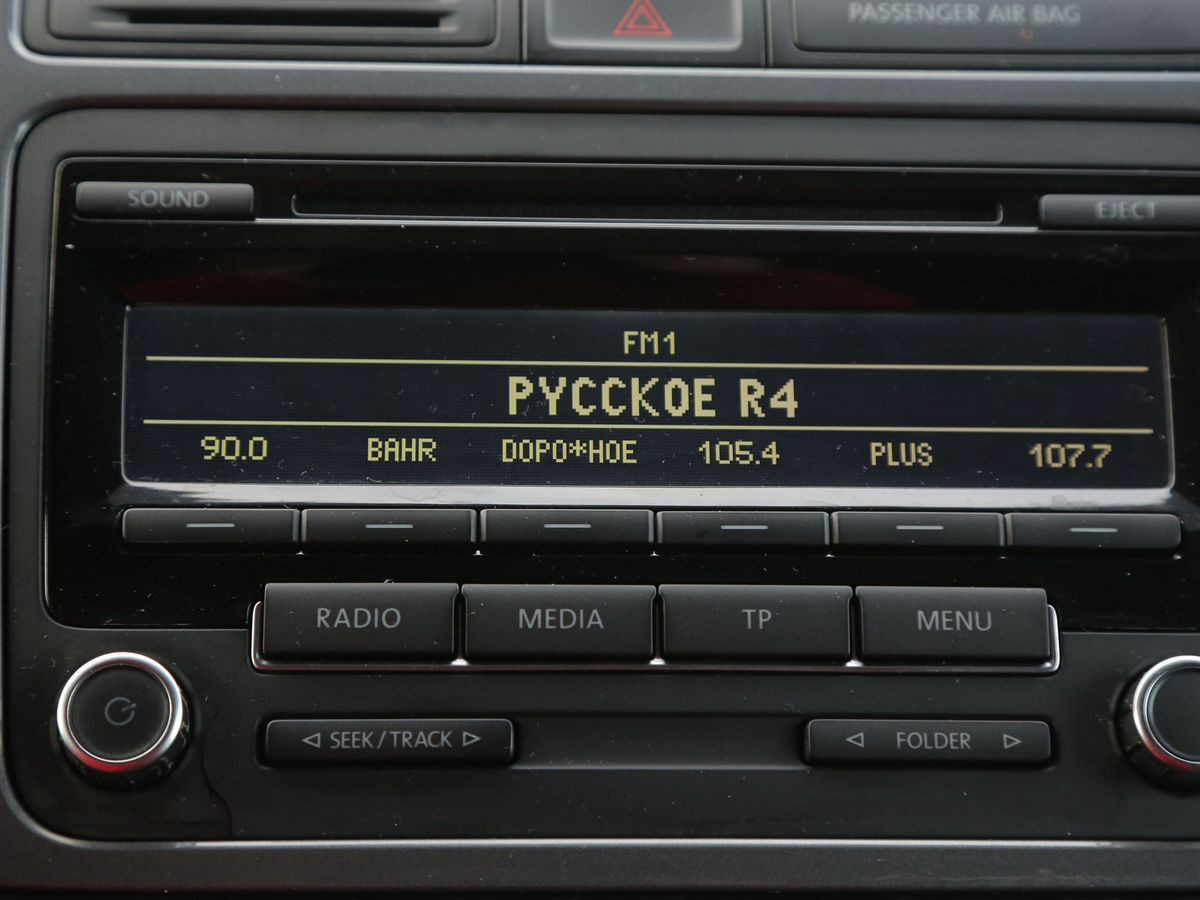 PASSENGER AIR BAG
SOUND
EJECT
FM1
РУССКОЕ R4
90.0 BAHR DOPO*HOE 105.4 PLUS 107.7
RADIO MEDIA TP MENU
SEEK/TRACK FOLDER